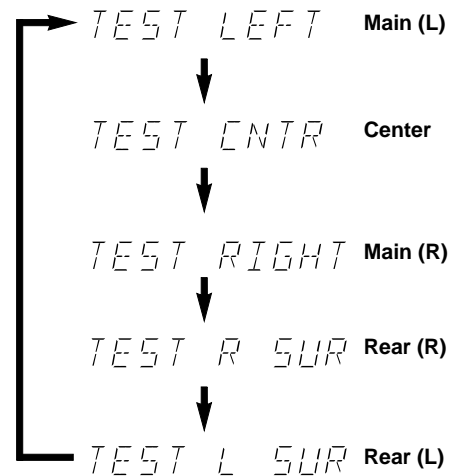 TEST LEFT Main (L)
TEST CNTR Center
TEST RIGHT Main (R)
TEST R SUR Rear (R)
TEST L SUR Rear (L)